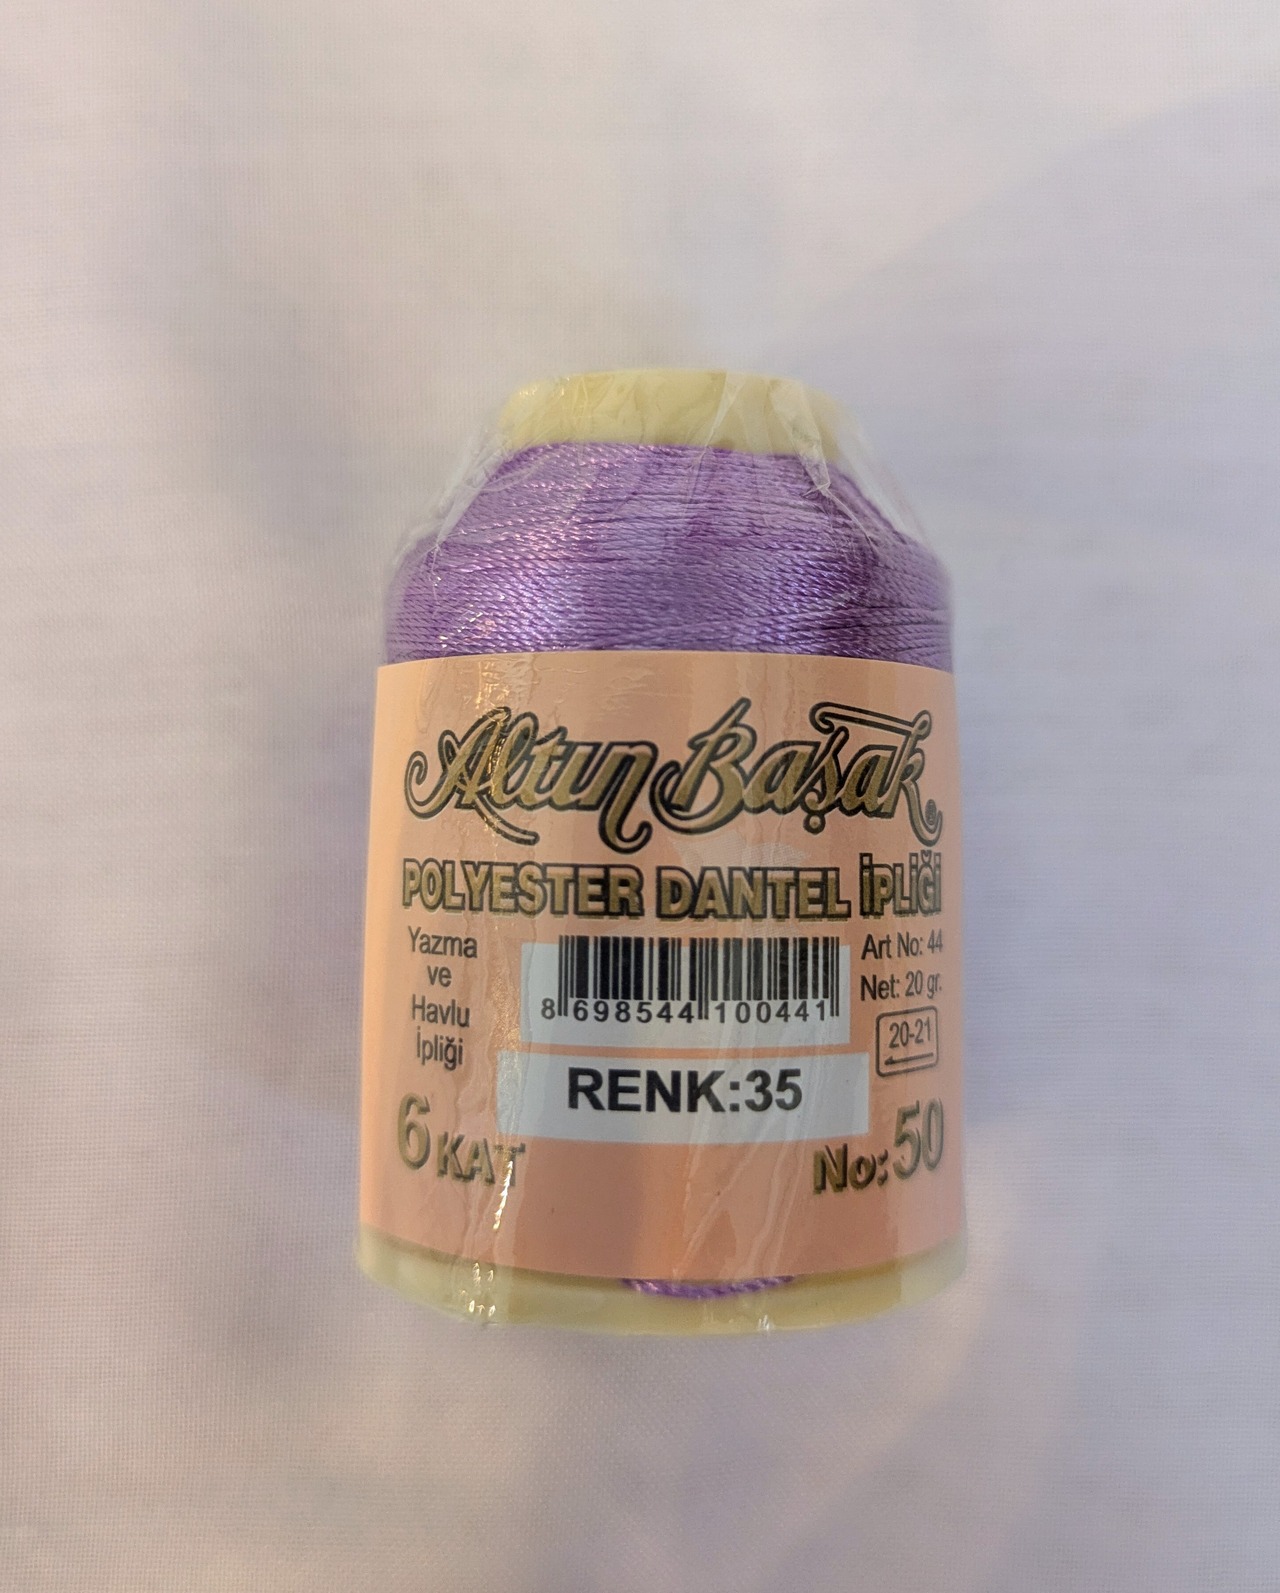 Altın Başak
POLYESTER DANTEL İPLİĞİ
Yazma
ve
Havlu
İpliği
8 698544 100441
Art No: 44
Net: 20 gr.
20-21
RENK:35
6 KAT
No: 50